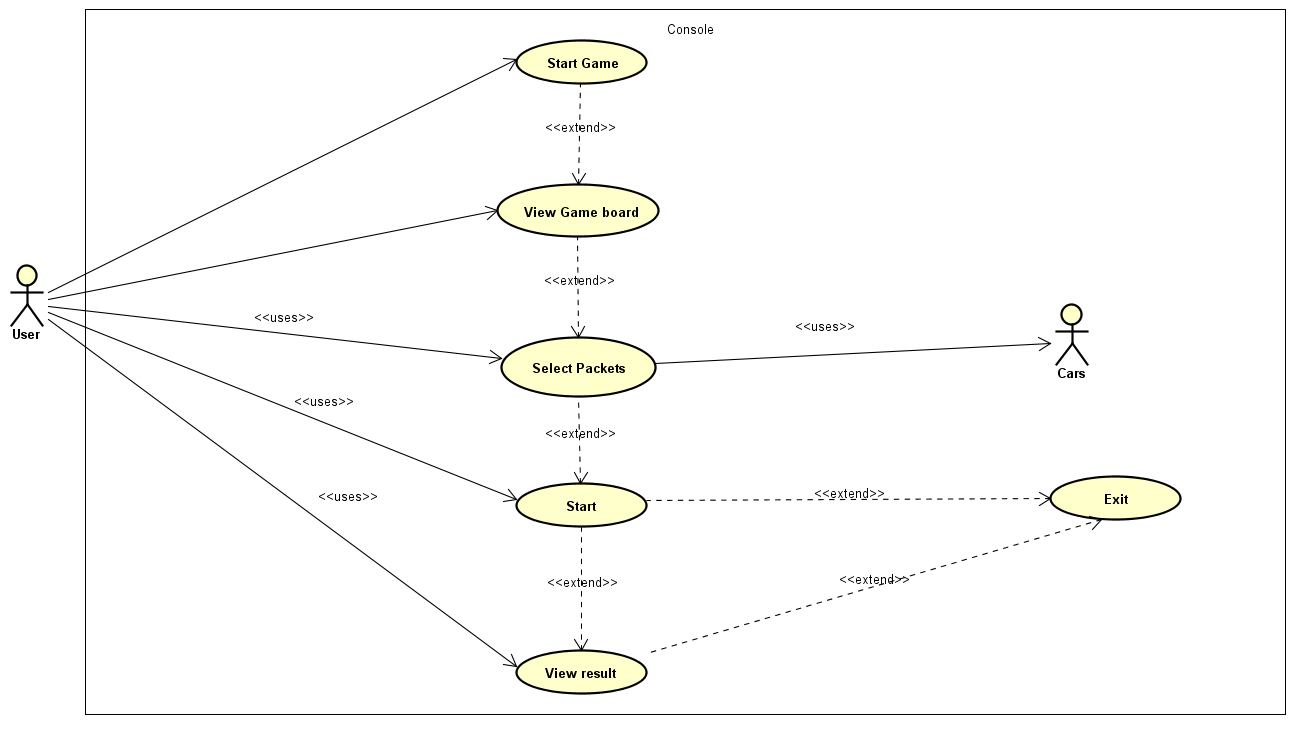 Console
Start Game
<<extend>>
View Game board
<<extend>>
User
<<uses>>
<<uses>>
Select Packets
Cars
<<uses>>
<<extend>>
<<extend>>
Start
Exit
<<uses>>
<<extend>>
<<extend>>
View result